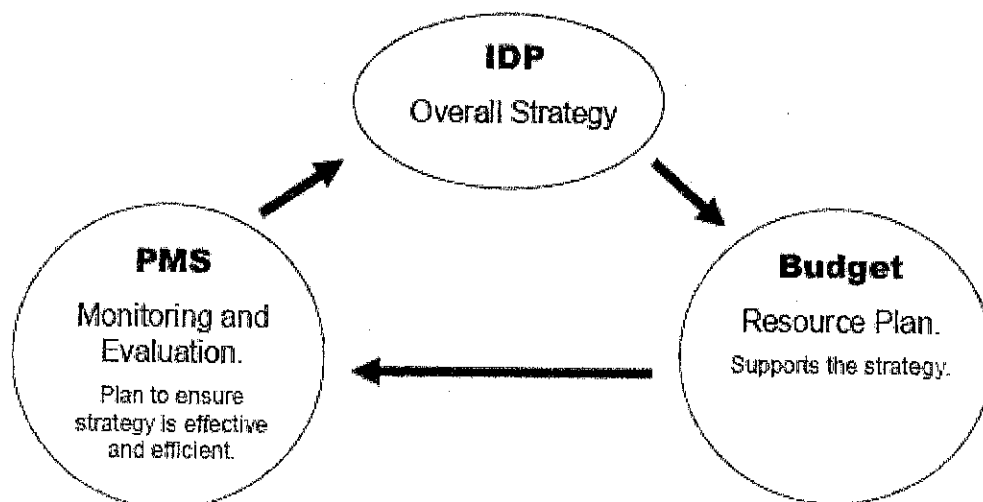 IDP
Overall Strategy
PMS
Monitoring and
Evaluation.
Plan to ensure
strategy is effective
and efficient.
Budget
Resource Plan.
Supports the strategy.